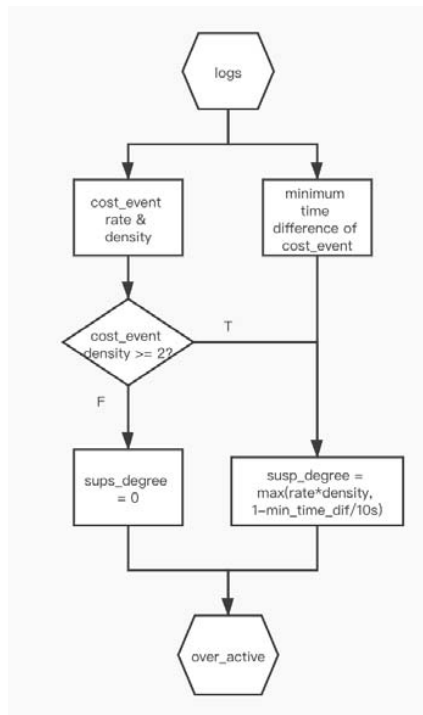 logs
cost_event
rate &
density
minimum
time
difference of
cost_event
cost_event
density >= 2?
T
F
sups_degree
= 0
susp_degree =
max(rate*density,
1-min_time_dif/10s)
over_active